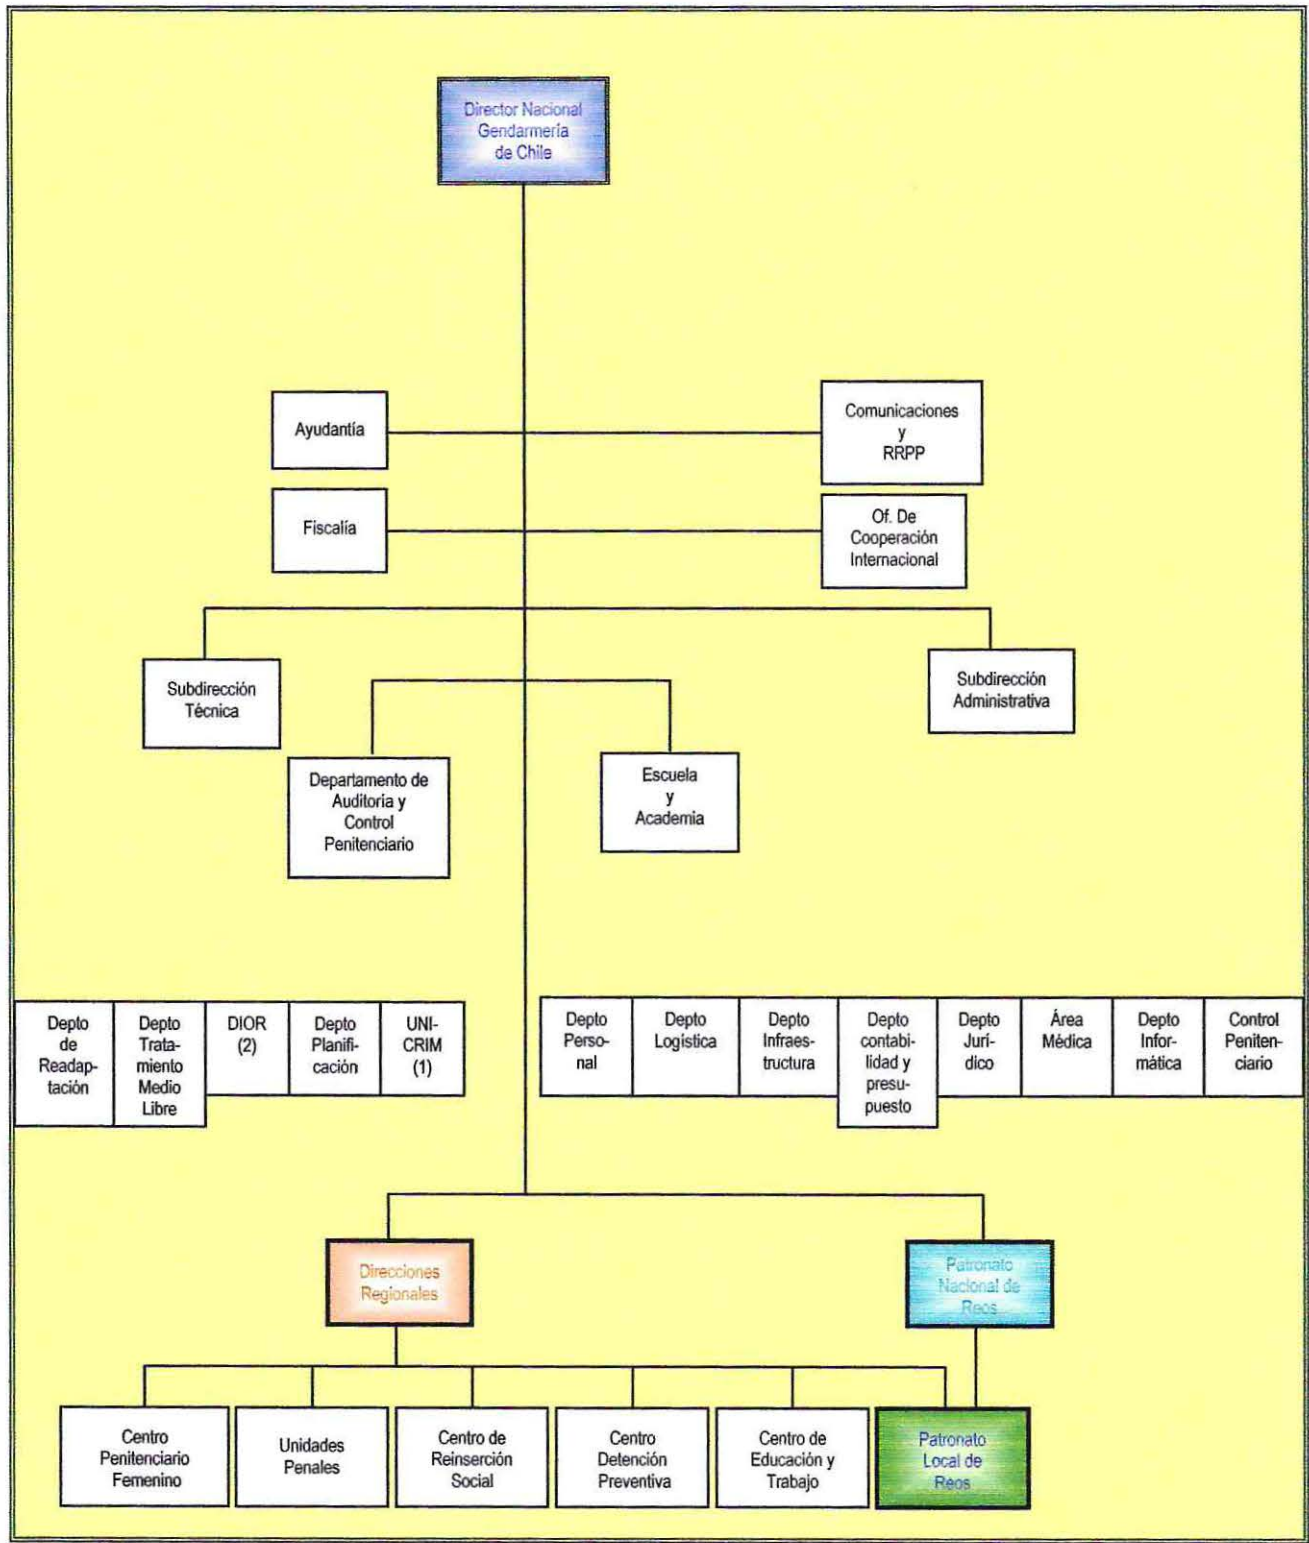 Director Nacional
Gendarmería
de Chile
Ayudantía
Comunicaciones
y
RRPP
Fiscalía
Of. De
Cooperación
Internacional
Subdirección
Técnica
Subdirección
Administrativa
Departamento de
Auditoria y
Control
Penitenciario
Escuela
y
Academia
Depto
de
Readap-
tación
Depto
Trata-
miento
Medio
Libre
DIOR
(2)
Depto
Planifi-
cación
UNI-
CRIM
(1)
Depto
Perso-
nal
Depto
Logística
Depto
Infraes-
tructura
Depto
contabi-
lidad y
presu-
puesto
Depto
Jurí-
dico
Área
Médica
Depto
Infor-
mática
Control
Peniten-
ciario
Direcciones
Regionales
Patronato
Nacional de
Reos
Centro
Penitenciario
Femenino
Unidades
Penales
Centro de
Reinserción
Social
Centro
Detención
Preventiva
Centro de
Educación y
Trabajo
Patronato
Local de
Reos